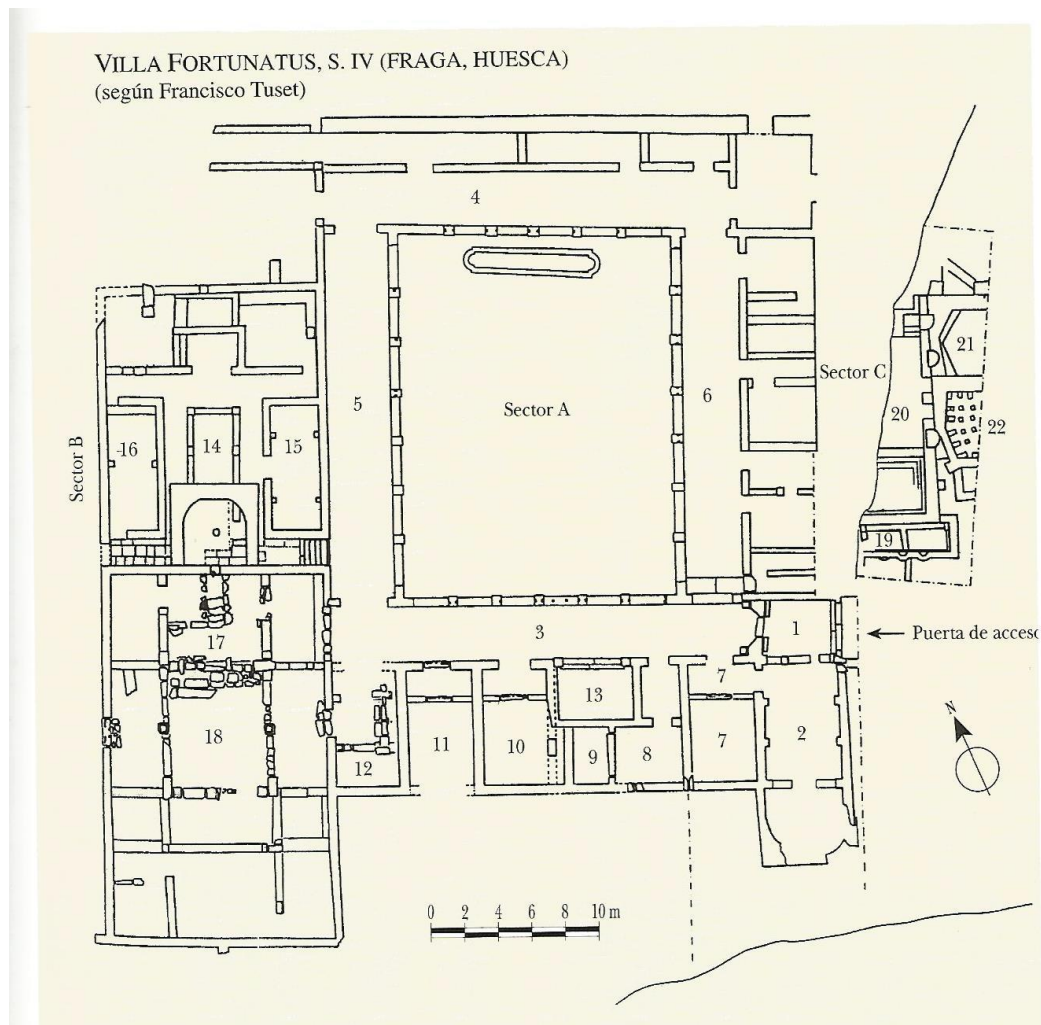 VILLA FORTUNATUS, S. IV (FRAGA, HUESCA)
(según Francisco Tuset)
4
5
Sector A
6
Sector C
21
20
22
19
Sector B
16
14
15
3
1
Puerta de acceso
17
7
13
2
18
11
10
9
8
7
12
N
0 2 4 6 8 10 m